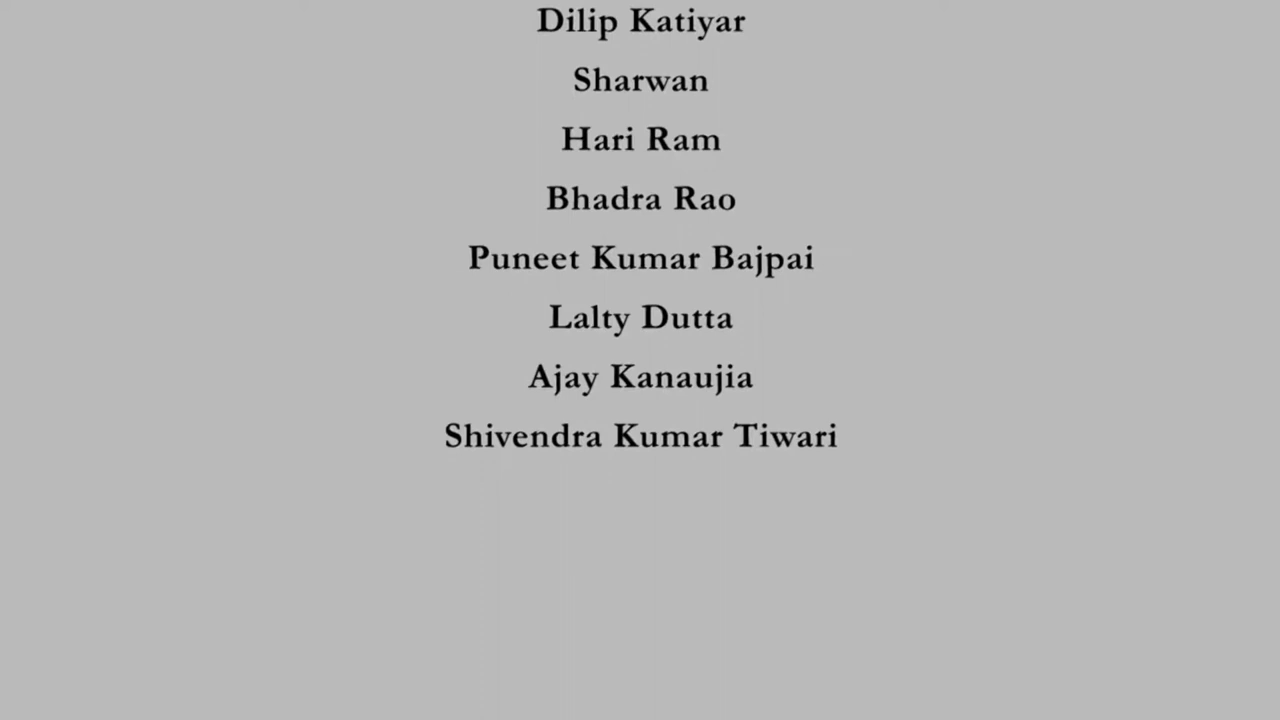 Dilip Katiyar
Sharwan
Hari Ram
Bhadra Rao
Puneet Kumar Bajpai
Lalty Dutta
Ajay Kanaujia
Shivendra Kumar Tiwari